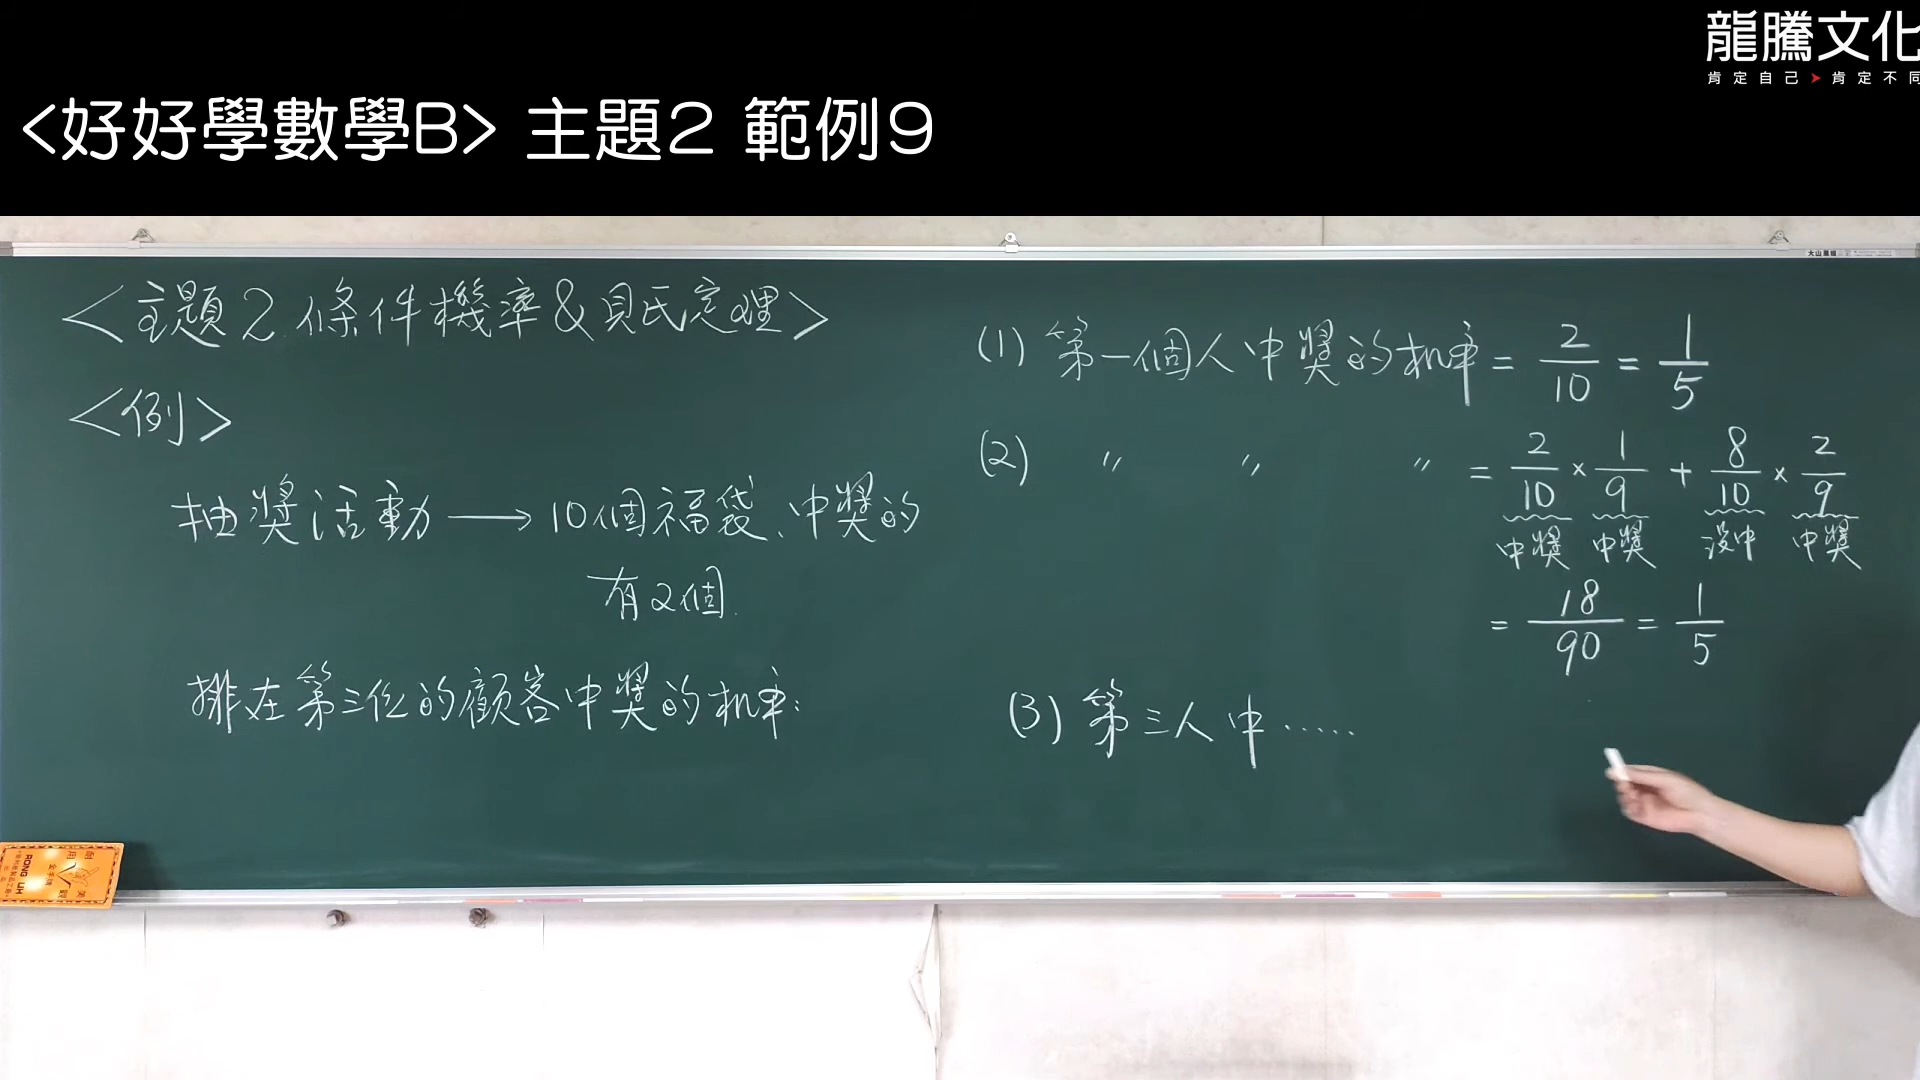 龍騰文化
肯定自己➤肯定不同
<好好學數學B> 主題2 範例9
<主題2.條件機率&貝氏定理>
<例>
抽獎活動 → 10個福袋、中獎的
有2個.
排在第三位的顧客中獎的机率:
(1) 第一個人中獎的机率 = 2/10 = 1/5
(2) 〃 〃 〃 = 2/10 × 1/9 + 8/10 × 2/9
中獎 中獎 沒中 中獎
= 18/90 = 1/5
(3) 第三人中……
RONG LIH